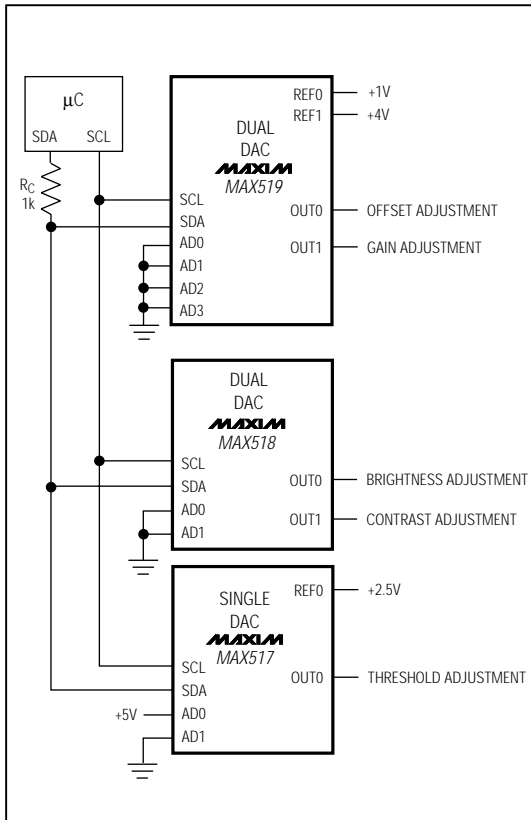 µC
SDA SCL
RC
1k
DUAL
DAC
MAXIM
MAX519
REF0
REF1
+1V
+4V
SCL
SDA
AD0
AD1
AD2
AD3
OUT0
OUT1
OFFSET ADJUSTMENT
GAIN ADJUSTMENT
DUAL
DAC
MAXIM
MAX518
SCL
SDA
AD0
AD1
OUT0
OUT1
BRIGHTNESS ADJUSTMENT
CONTRAST ADJUSTMENT
SINGLE
DAC
MAXIM
MAX517
REF0
+2.5V
SCL
SDA
+5V
AD0
AD1
OUT0
THRESHOLD ADJUSTMENT